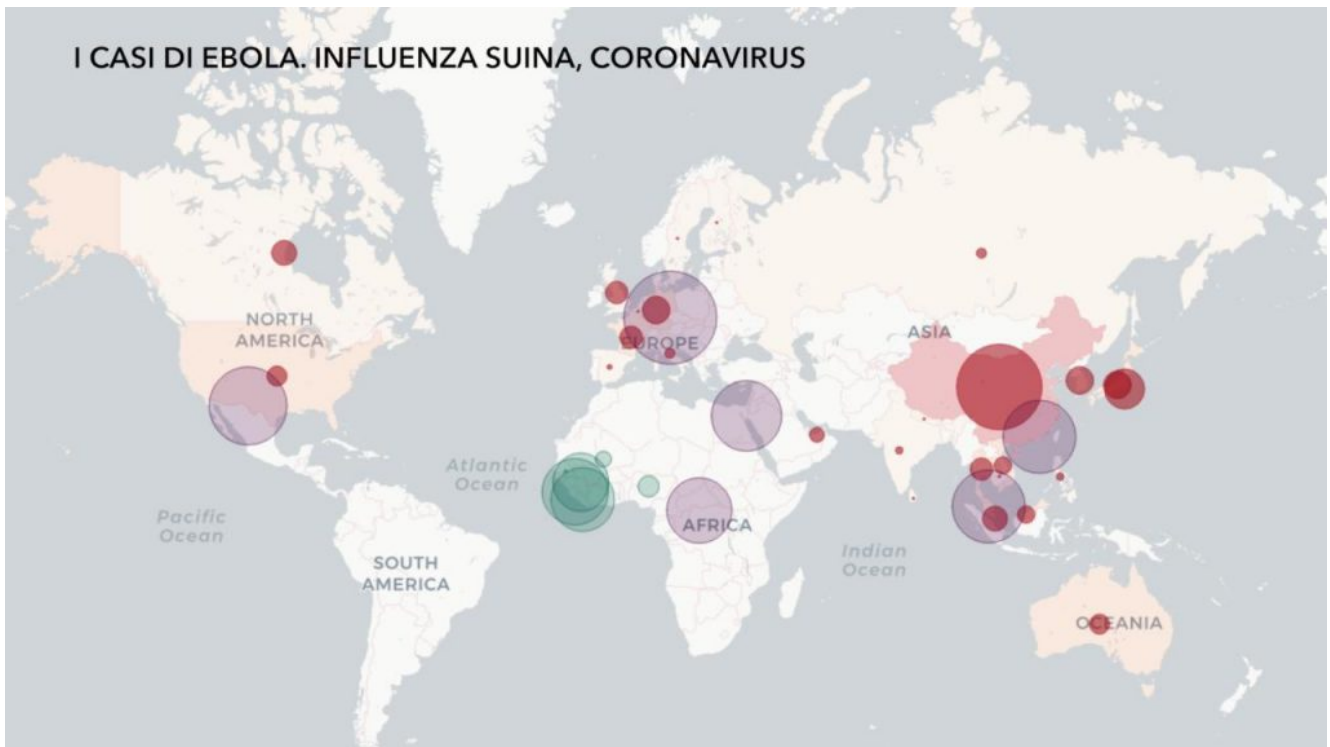 I CASI DI EBOLA. INFLUENZA SUINA, CORONAVIRUS
NORTH
AMERICA
EUROPE
ASIA
Atlantic
Ocean
Pacific
Ocean
AFRICA
SOUTH
AMERICA
Indian
Ocean
OCEANIA